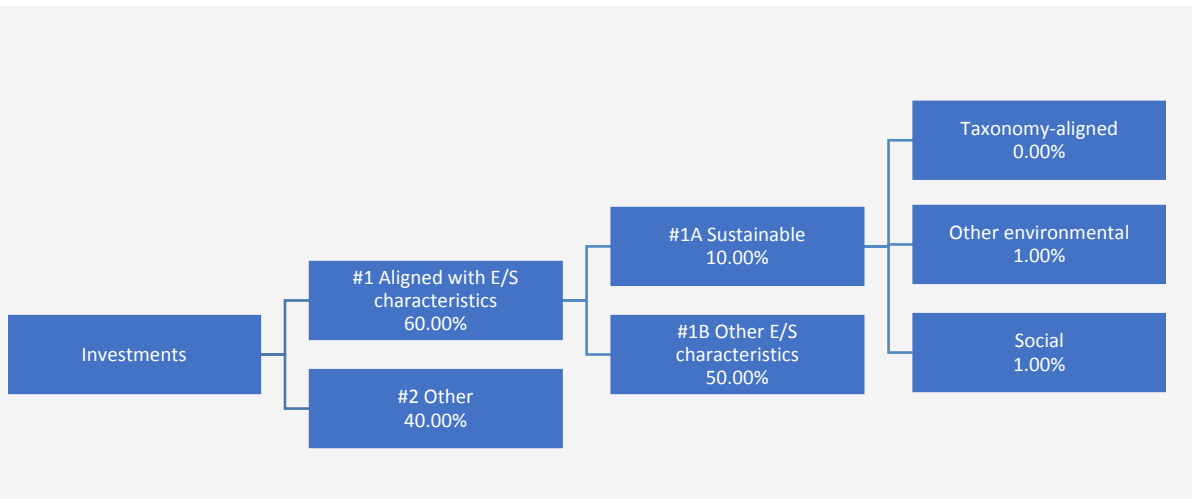 Investments
#1 Aligned with E/S
characteristics
60.00%
#2 Other
40.00%
#1A Sustainable
10.00%
#1B Other E/S
characteristics
50.00%
Taxonomy-aligned
0.00%
Other environmental
1.00%
Social
1.00%